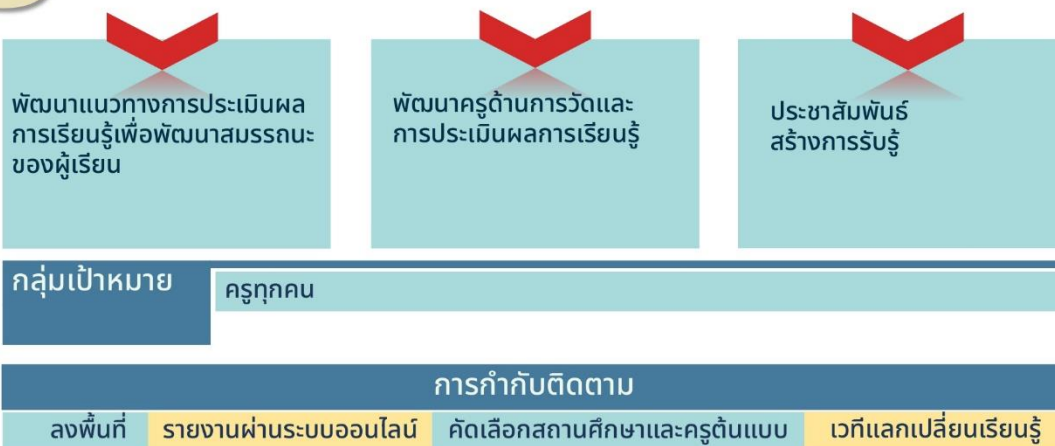 พัฒนาแนวทางการประเมินผล
การเรียนรู้เพื่อพัฒนาสมรรถนะ
ของผู้เรียน
พัฒนาครูด้านการวัดและ
การประเมินผลการเรียนรู้
ประชาสัมพันธ์
สร้างการรับรู้
กลุ่มเป้าหมาย
ครูทุกคน
การกำกับติดตาม
ลงพื้นที่ รายงานผ่านระบบออนไลน์ คัดเลือกสถานศึกษาและครูต้นแบบ เวทีแลกเปลี่ยนเรียนรู้